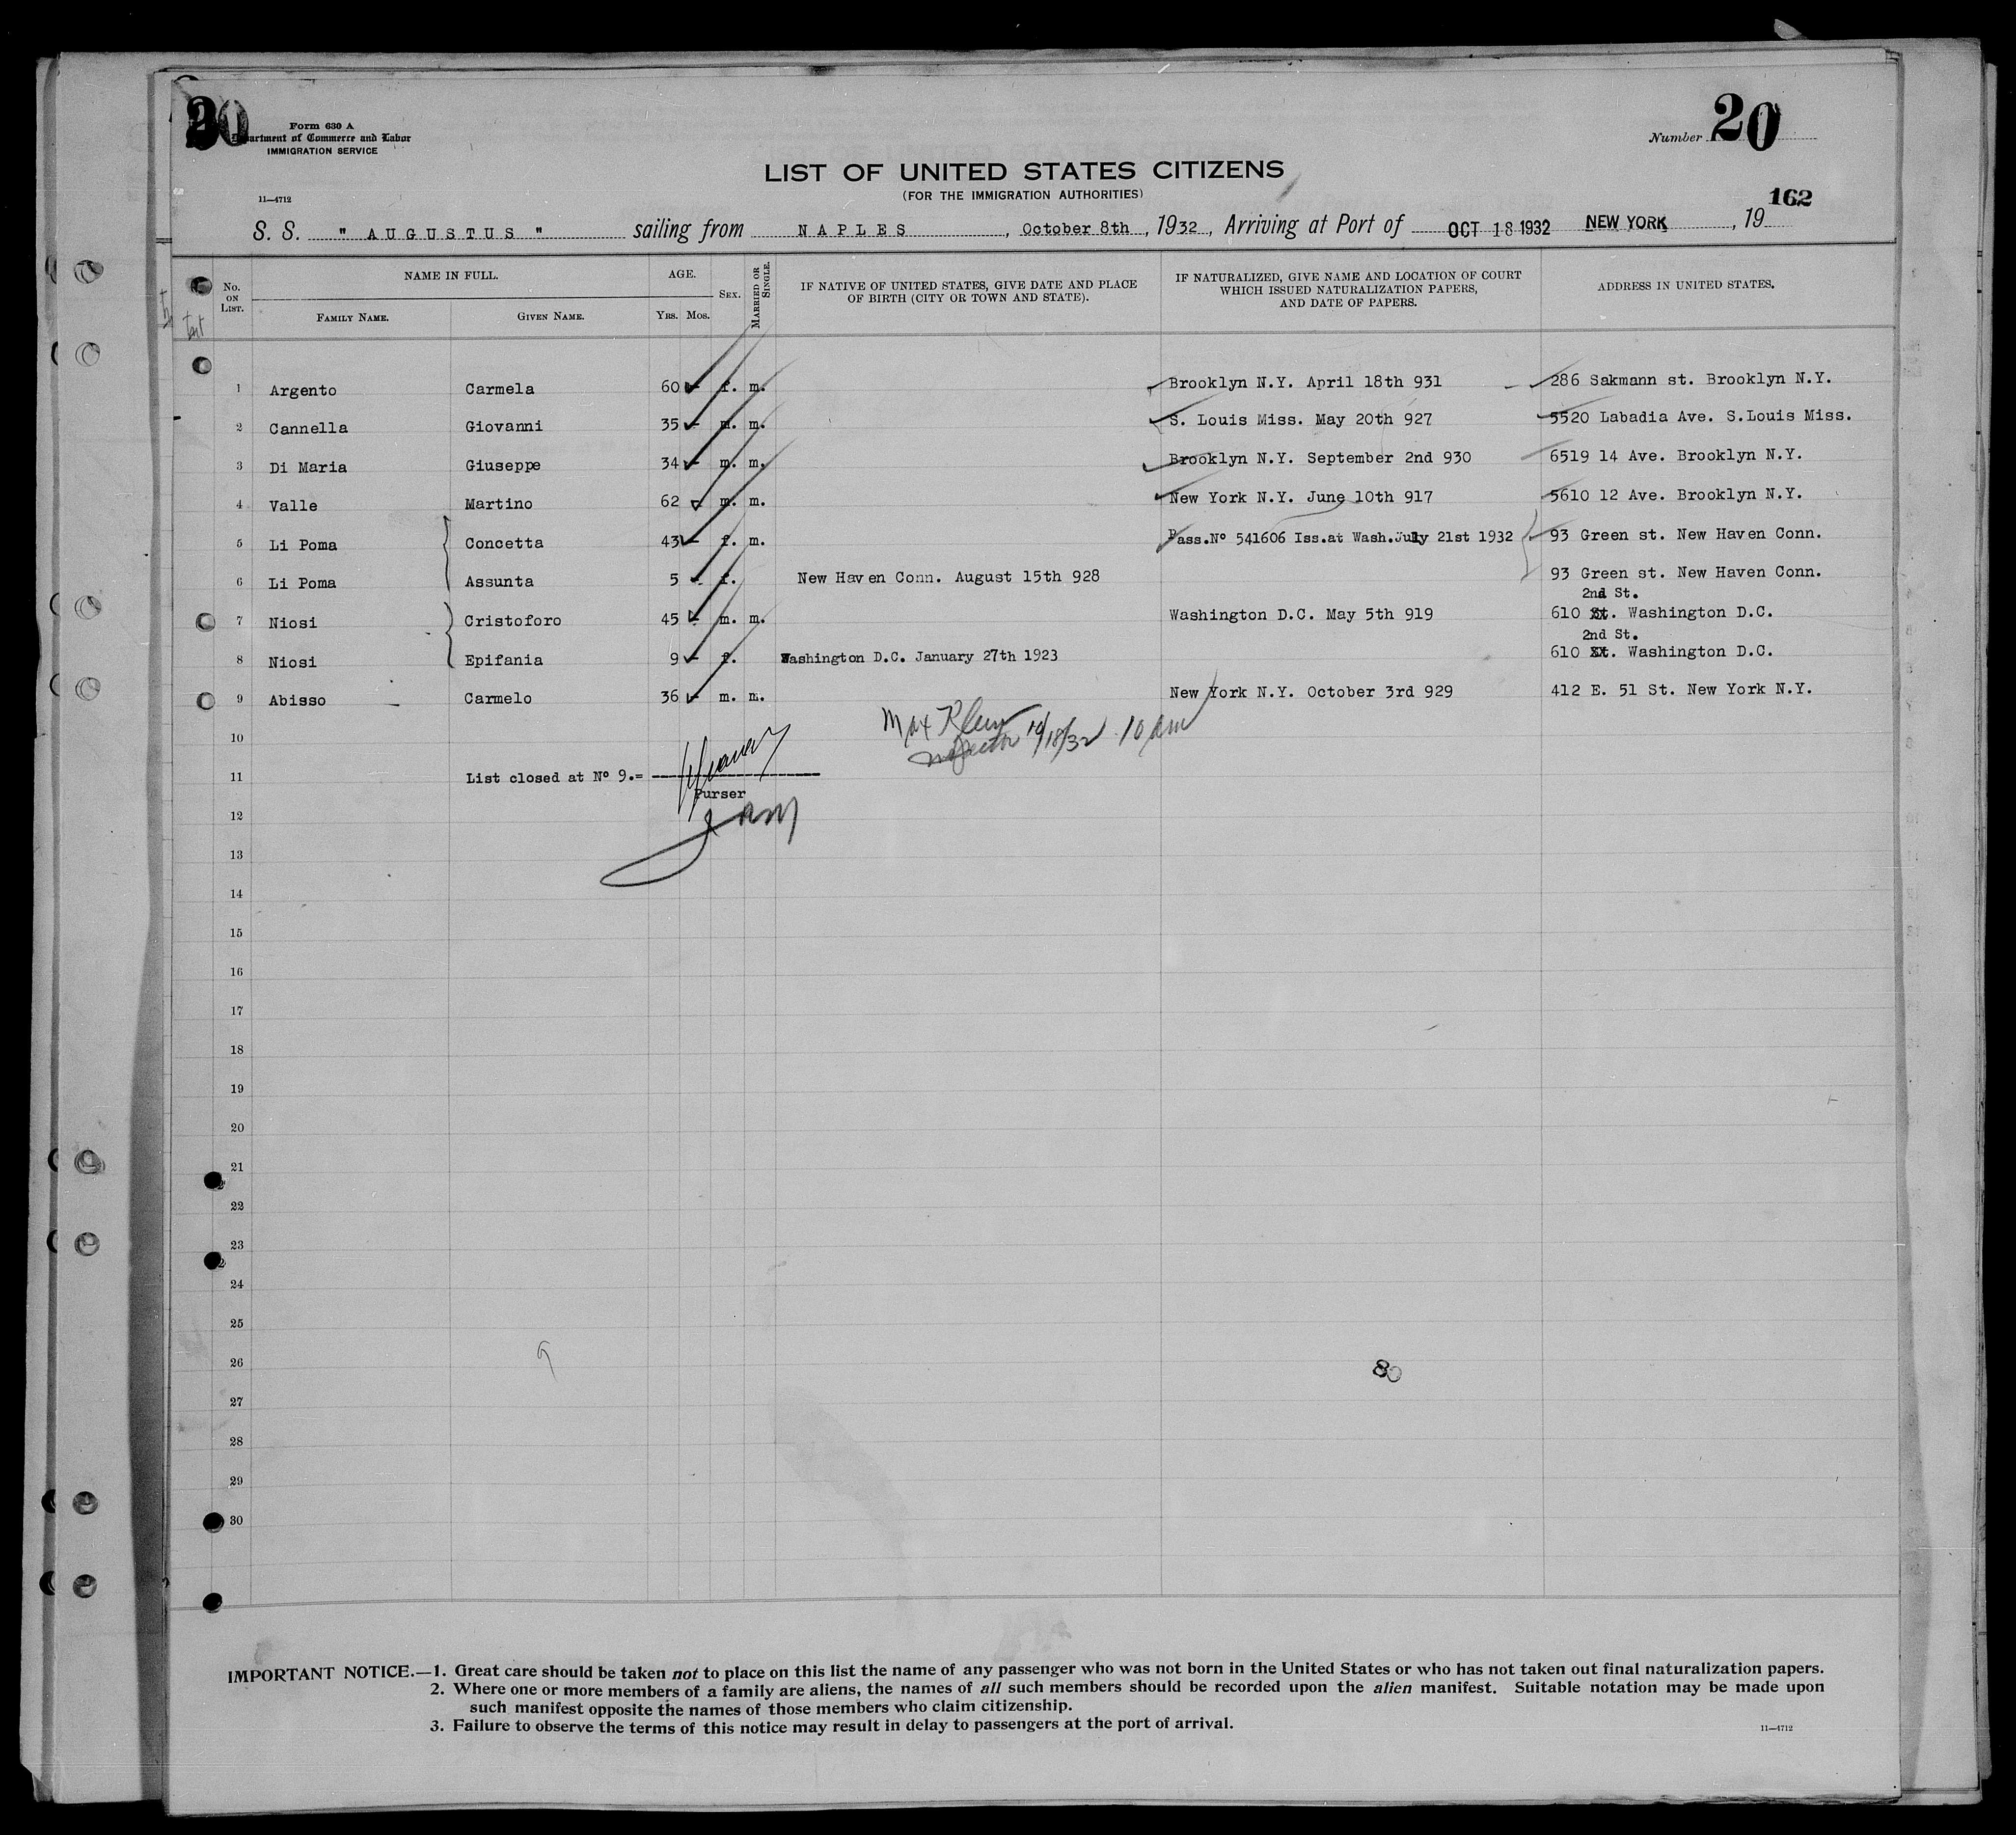 20
Form 630 A
Department of Commerce and Labor
IMMIGRATION SERVICE
Number 20
LIST OF UNITED STATES CITIZENS
(FOR THE IMMIGRATION AUTHORITIES)
11—4712
162
S. S. " AUGUSTUS " sailing from NAPLES, October 8th, 1932, Arriving at Port of OCT 18 1932 NEW YORK, 19
No. ON LIST.
NAME IN FULL.
FAMILY NAME.
GIVEN NAME.
AGE.
YRS. MOS.
SEX.
MARRIED OR SINGLE.
IF NATIVE OF UNITED STATES, GIVE DATE AND PLACE
OF BIRTH (CITY OR TOWN AND STATE).
IF NATURALIZED, GIVE NAME AND LOCATION OF COURT
WHICH ISSUED NATURALIZATION PAPERS,
AND DATE OF PAPERS.
ADDRESS IN UNITED STATES.
1 Argento Carmela 60 f. m. Brooklyn N.Y. April 18th 931 286 Sakmann st. Brooklyn N.Y.
2 Cannella Giovanni 35 m. m. S. Louis Miss. May 20th 927 5520 Labadia Ave. S.Louis Miss.
3 Di Maria Giuseppe 34 m. m. Brooklyn N.Y. September 2nd 930 6519 14 Ave. Brooklyn N.Y.
4 Valle Martino 62 m. m. New York N.Y. June 10th 917 5610 12 Ave. Brooklyn N.Y.
5 Li Poma Concetta 43 f. m. Pass.Nº 541606 Iss.at Wash.July 21st 1932 93 Green st. New Haven Conn.
6 Li Poma Assunta 5 f. New Haven Conn. August 15th 928 93 Green st. New Haven Conn.
2nd St.
7 Niosi Cristoforo 45 m. m. Washington D.C. May 5th 919 610 St. Washington D.C.
2nd St.
8 Niosi Epifania 9 f. Washington D.C. January 27th 1923 610 St. Washington D.C.
9 Abisso Carmelo 36 m. m. New York N.Y. October 3rd 929 412 E. 51 St. New York N.Y.
Max Klein
Inspector 10/18/32 10 am
10
11 List closed at Nº 9.=
Purser
12
13
14
15
16
17
18
19
20
21
22
23
24
25
26
27
28
29
30
IMPORTANT NOTICE.—1. Great care should be taken not to place on this list the name of any passenger who was not born in the United States or who has not taken out final naturalization papers.
2. Where one or more members of a family are aliens, the names of all such members should be recorded upon the alien manifest. Suitable notation may be made upon
such manifest opposite the names of those members who claim citizenship.
3. Failure to observe the terms of this notice may result in delay to passengers at the port of arrival.
11—4712